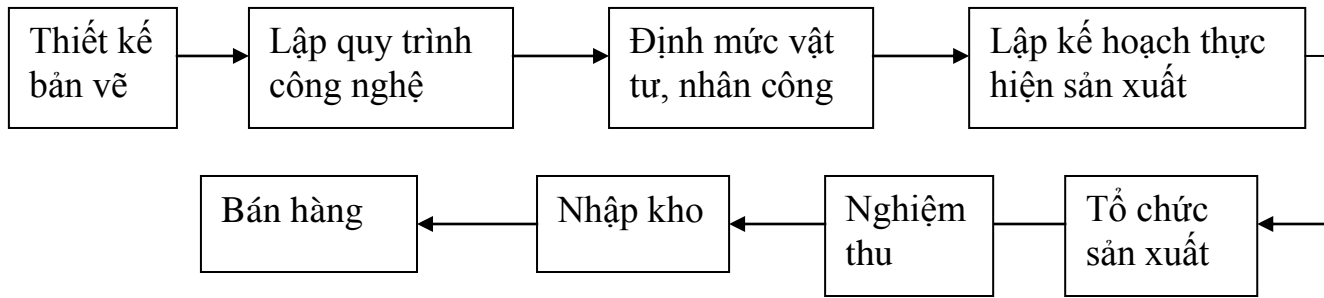 Thiết kế
bản vẽ
Lập quy trình
công nghệ
Định mức vật
tư, nhân công
Lập kế hoạch thực
hiện sản xuất
Tổ chức
sản xuất
Nghiệm
thu
Nhập kho
Bán hàng